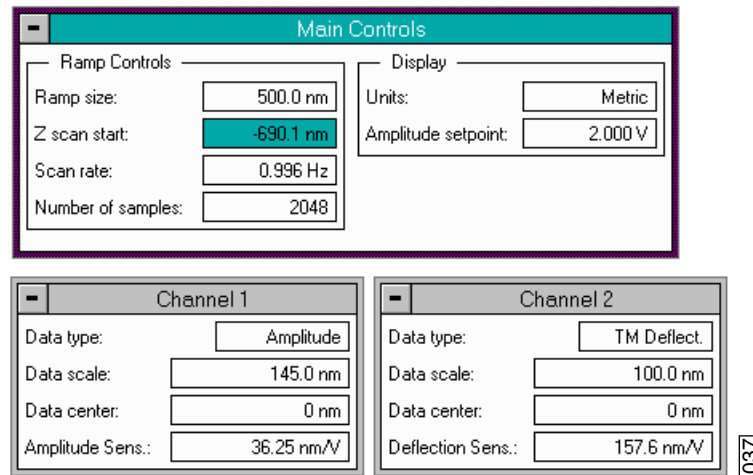 Main Controls
Ramp Controls
Ramp size: 500.0 nm
Z scan start: -690.1 nm
Scan rate: 0.996 Hz
Number of samples: 2048
Display
Units: Metric
Amplitude setpoint: 2.000 V
Channel 1
Data type: Amplitude
Data scale: 145.0 nm
Data center: 0 nm
Amplitude Sens.: 36.25 nm/V
Channel 2
Data type: TM Deflect.
Data scale: 100.0 nm
Data center: 0 nm
Deflection Sens.: 157.6 nm/V